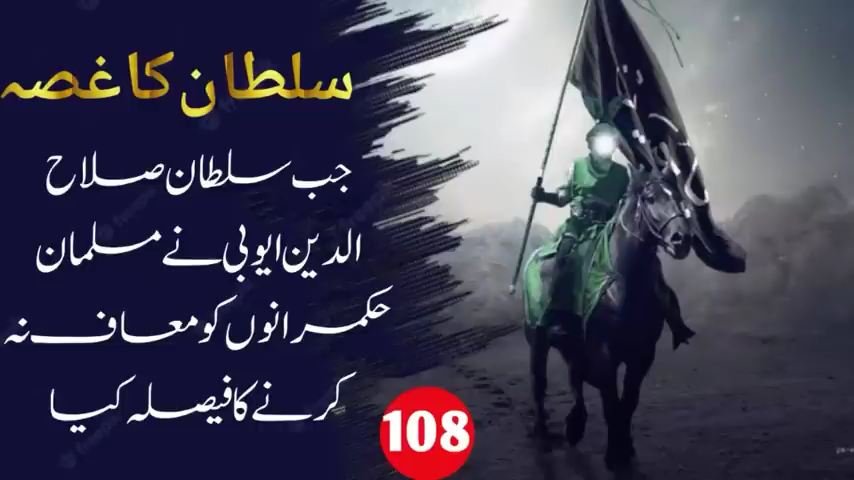 سلطان کا غصہ
جب سلطان صلاح
الدین ایوبی نے مسلمان
حکمرانوں کو معاف نہ
کرنے کا فیصلہ کیا
108